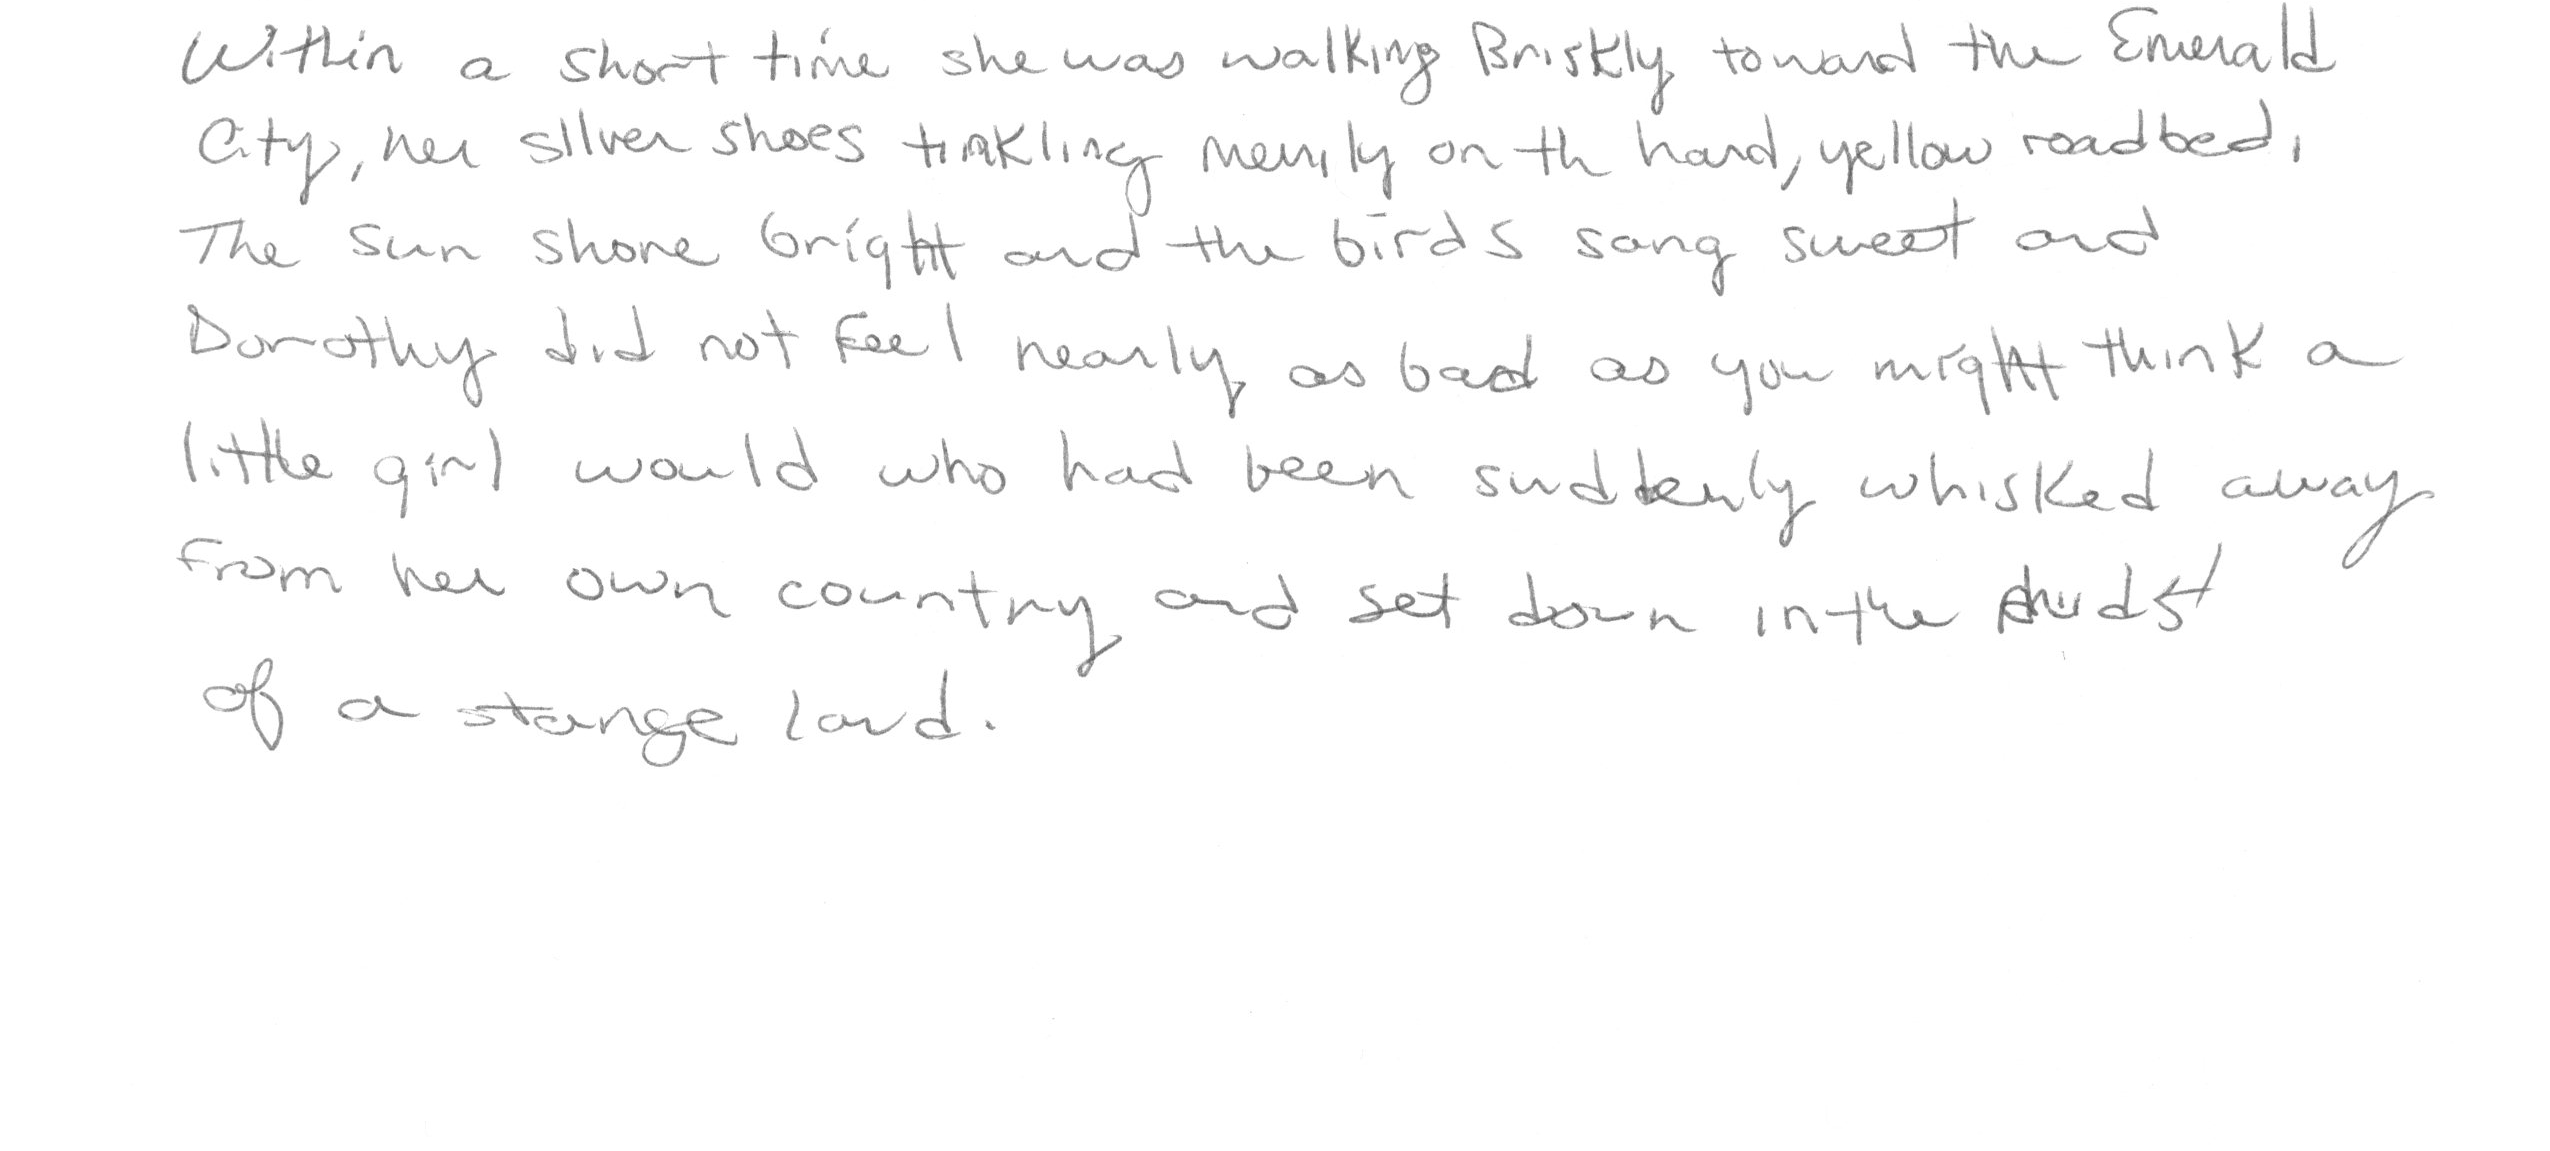 Within a short time she was walking Briskly toward the Emerald
City, her silver shoes tinkling merrily on th hard, yellow roadbed.
The sun shone bright and the birds sang sweet and
Dorothy did not feel nearly as bad as you might think a
little girl would who had been suddenly whisked away
from her own country and set down in the midst
of a stange land.